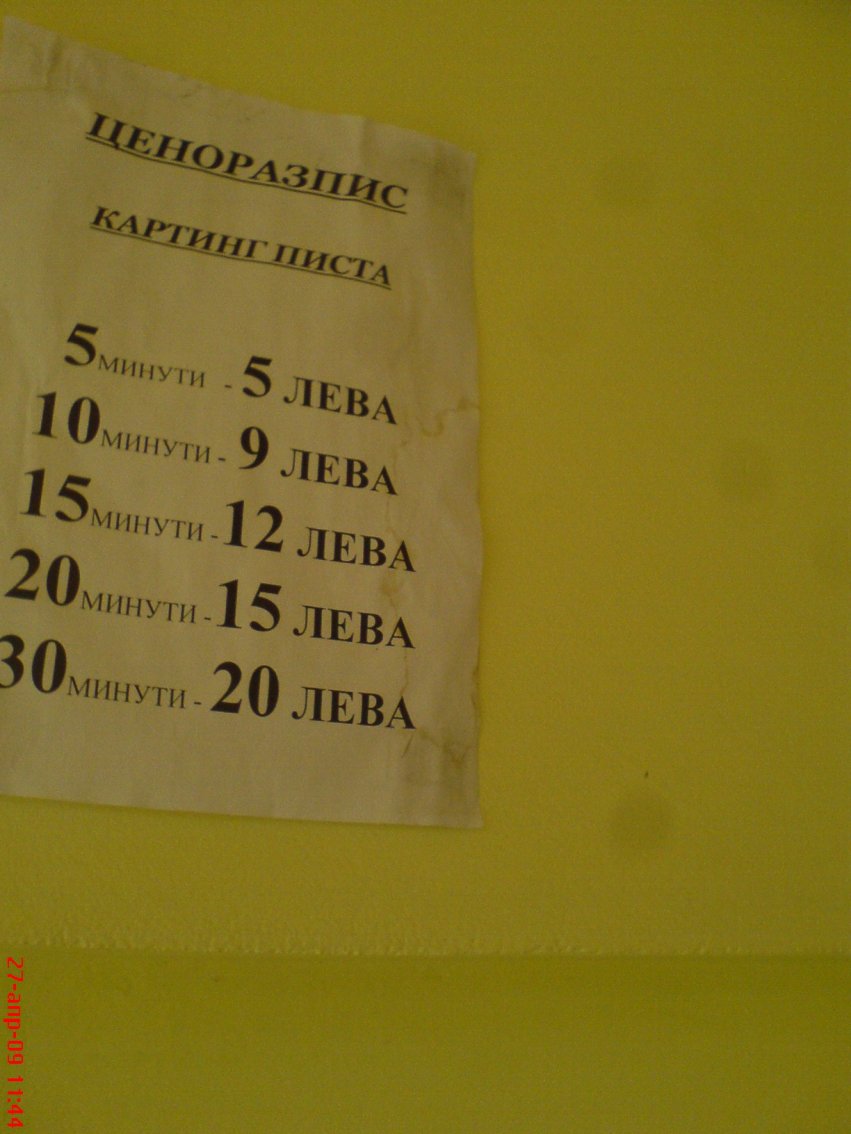 ЦЕНОРАЗПИС
КАРТИНГ ПИСТА
5минути - 5 ЛЕВА
10минути - 9 ЛЕВА
15минути - 12 ЛЕВА
20минути - 15 ЛЕВА
30минути - 20 ЛЕВА
27-апр-09 11:44